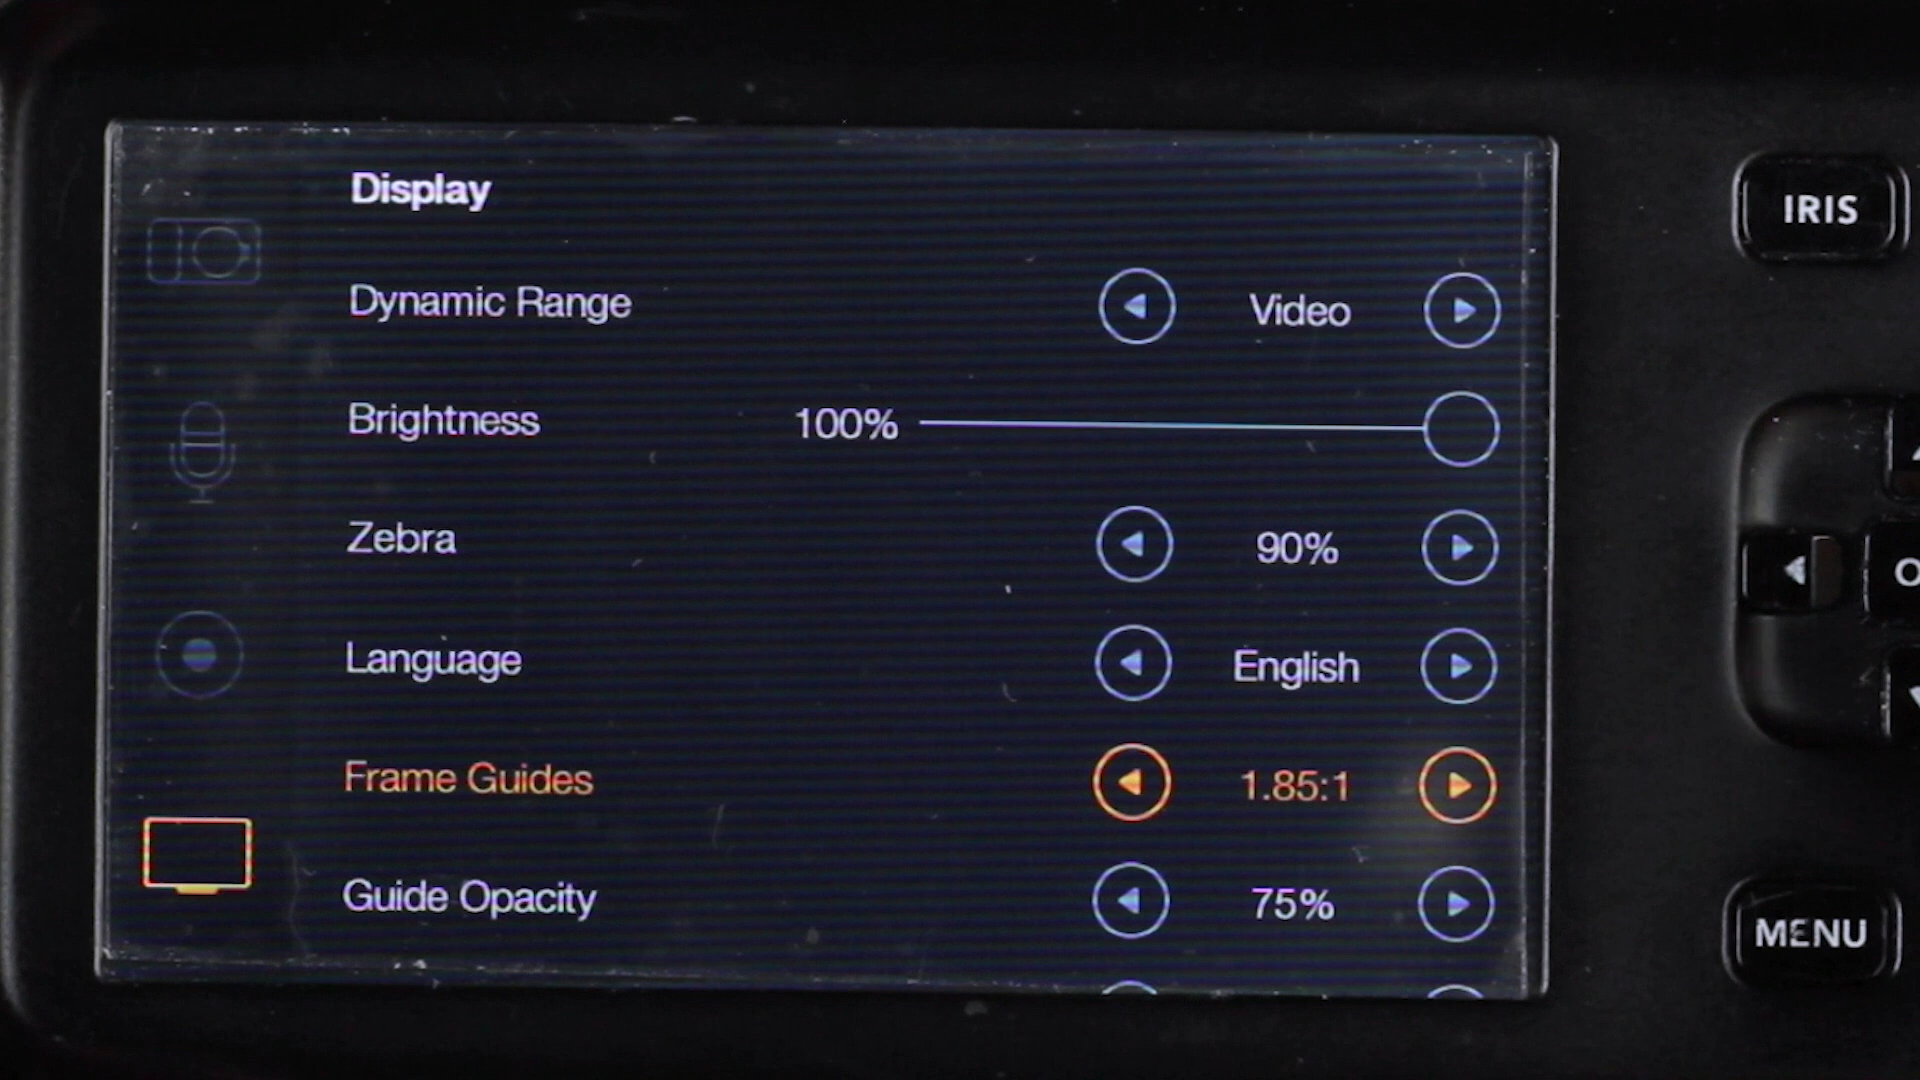 Display
Dynamic Range Video
Brightness 100%
Zebra 90%
Language English
Frame Guides 1.85:1
Guide Opacity 75%
IRIS
MENU